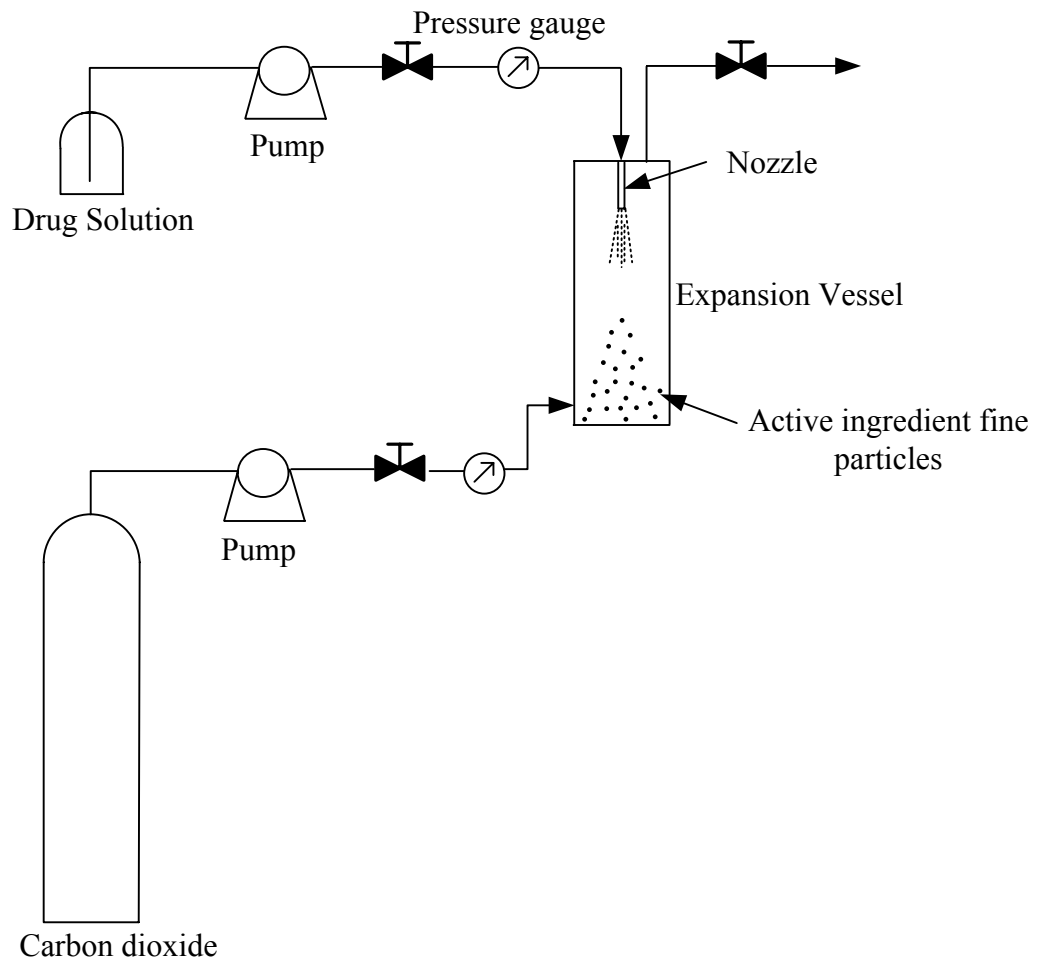 Pressure gauge
Pump
Drug Solution
Nozzle
Expansion Vessel
Active ingredient fine
particles
Pump
Carbon dioxide